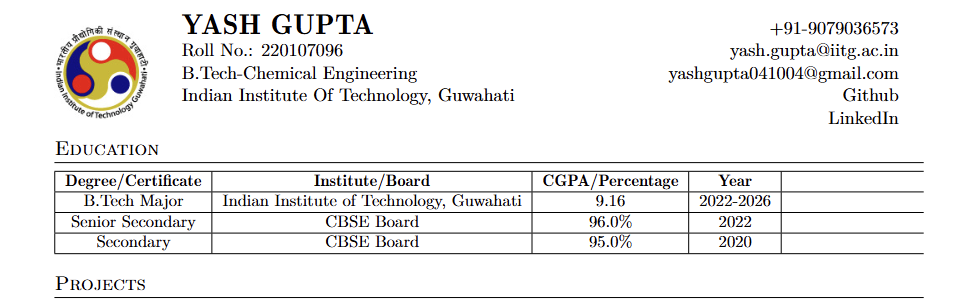 भारतीय प्रौद्योगिकी संस्थान गुवाहाटी
Indian Institute of Technology Guwahati
YASH GUPTA
Roll No.: 220107096
B.Tech-Chemical Engineering
Indian Institute Of Technology, Guwahati
+91-9079036573
yash.gupta@iitg.ac.in
yashgupta041004@gmail.com
Github
LinkedIn
EDUCATION
Degree/Certificate Institute/Board CGPA/Percentage Year
B.Tech Major Indian Institute of Technology, Guwahati 9.16 2022-2026
Senior Secondary CBSE Board 96.0% 2022
Secondary CBSE Board 95.0% 2020
PROJECTS